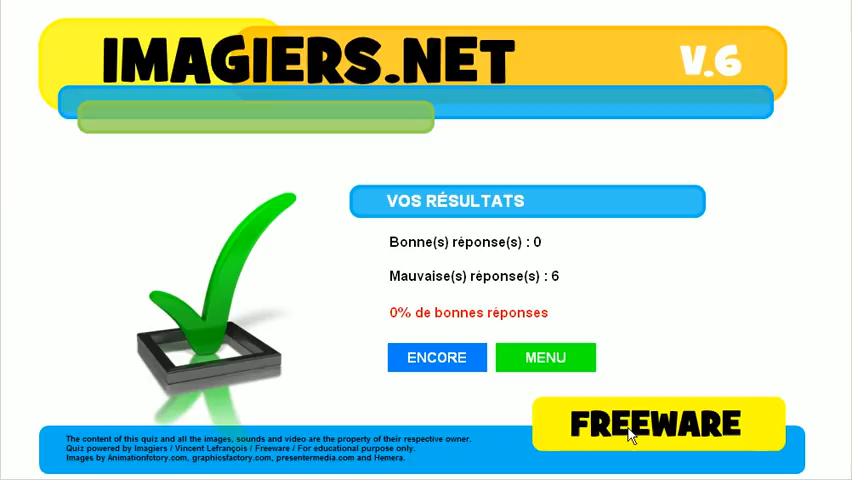 IMAGIERS.NET
V.6
VOS RÉSULTATS
Bonne(s) réponse(s) : 0
Mauvaise(s) réponse(s) : 6
0% de bonnes réponses
ENCORE
MENU
FREEWARE
The content of this quiz and all the images, sounds and video are the property of their respective owner.
Quiz powered by Imagiers / Vincent Lefrançois / Freeware / For educational purpose only.
Images by Animationfctory.com, graphicsfactory.com, presentermedia.com and Hemera.